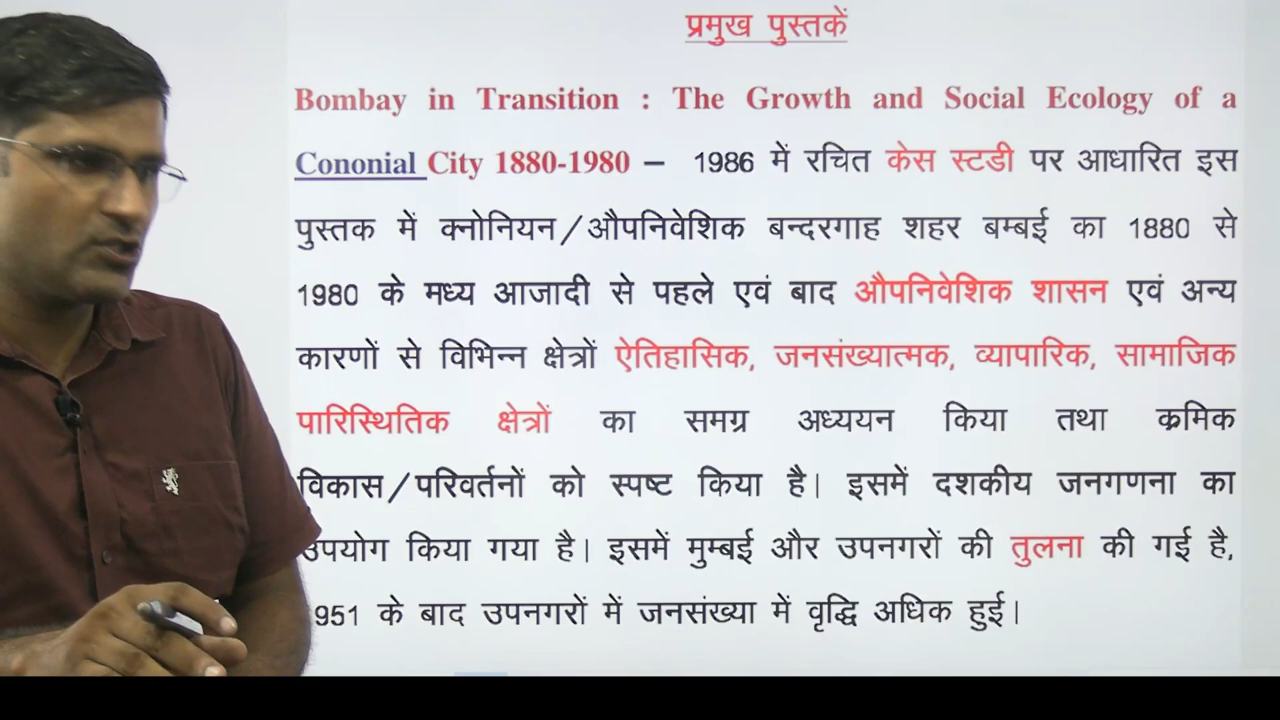 प्रमुख पुस्तकें
Bombay in Transition : The Growth and Social Ecology of a
Cononial City 1880-1980 – 1986 में रचित केस स्टडी पर आधारित इस
पुस्तक में क्नोनियन/औपनिवेशिक बन्दरगाह शहर बम्बई का 1880 से
1980 के मध्य आजादी से पहले एवं बाद औपनिवेशिक शासन एवं अन्य
कारणों से विभिन्न क्षेत्रों ऐतिहासिक, जनसंख्यात्मक, व्यापारिक, सामाजिक
पारिस्थितिक क्षेत्रों का समग्र अध्ययन किया तथा क्रमिक
विकास/परिवर्तनों को स्पष्ट किया है। इसमें दशकीय जनगणना का
उपयोग किया गया है। इसमें मुम्बई और उपनगरों की तुलना की गई है,
951 के बाद उपनगरों में जनसंख्या में वृद्धि अधिक हुई।